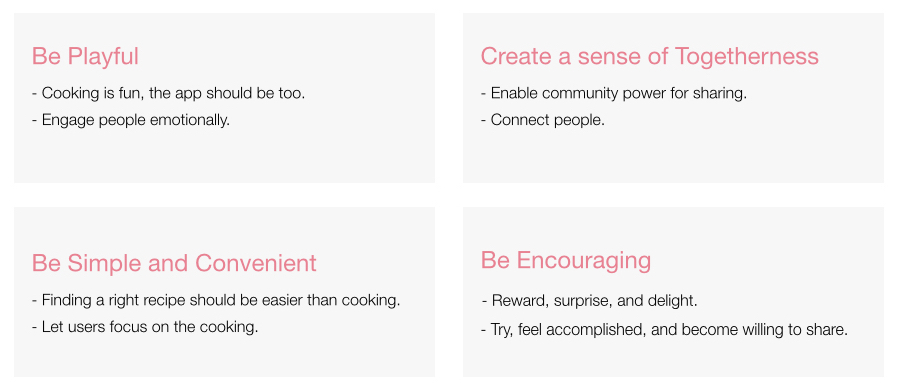 Be Playful
- Cooking is fun, the app should be too.
- Engage people emotionally.
Create a sense of Togetherness
- Enable community power for sharing.
- Connect people.
Be Simple and Convenient
- Finding a right recipe should be easier than cooking.
- Let users focus on the cooking.
Be Encouraging
- Reward, surprise, and delight.
- Try, feel accomplished, and become willing to share.